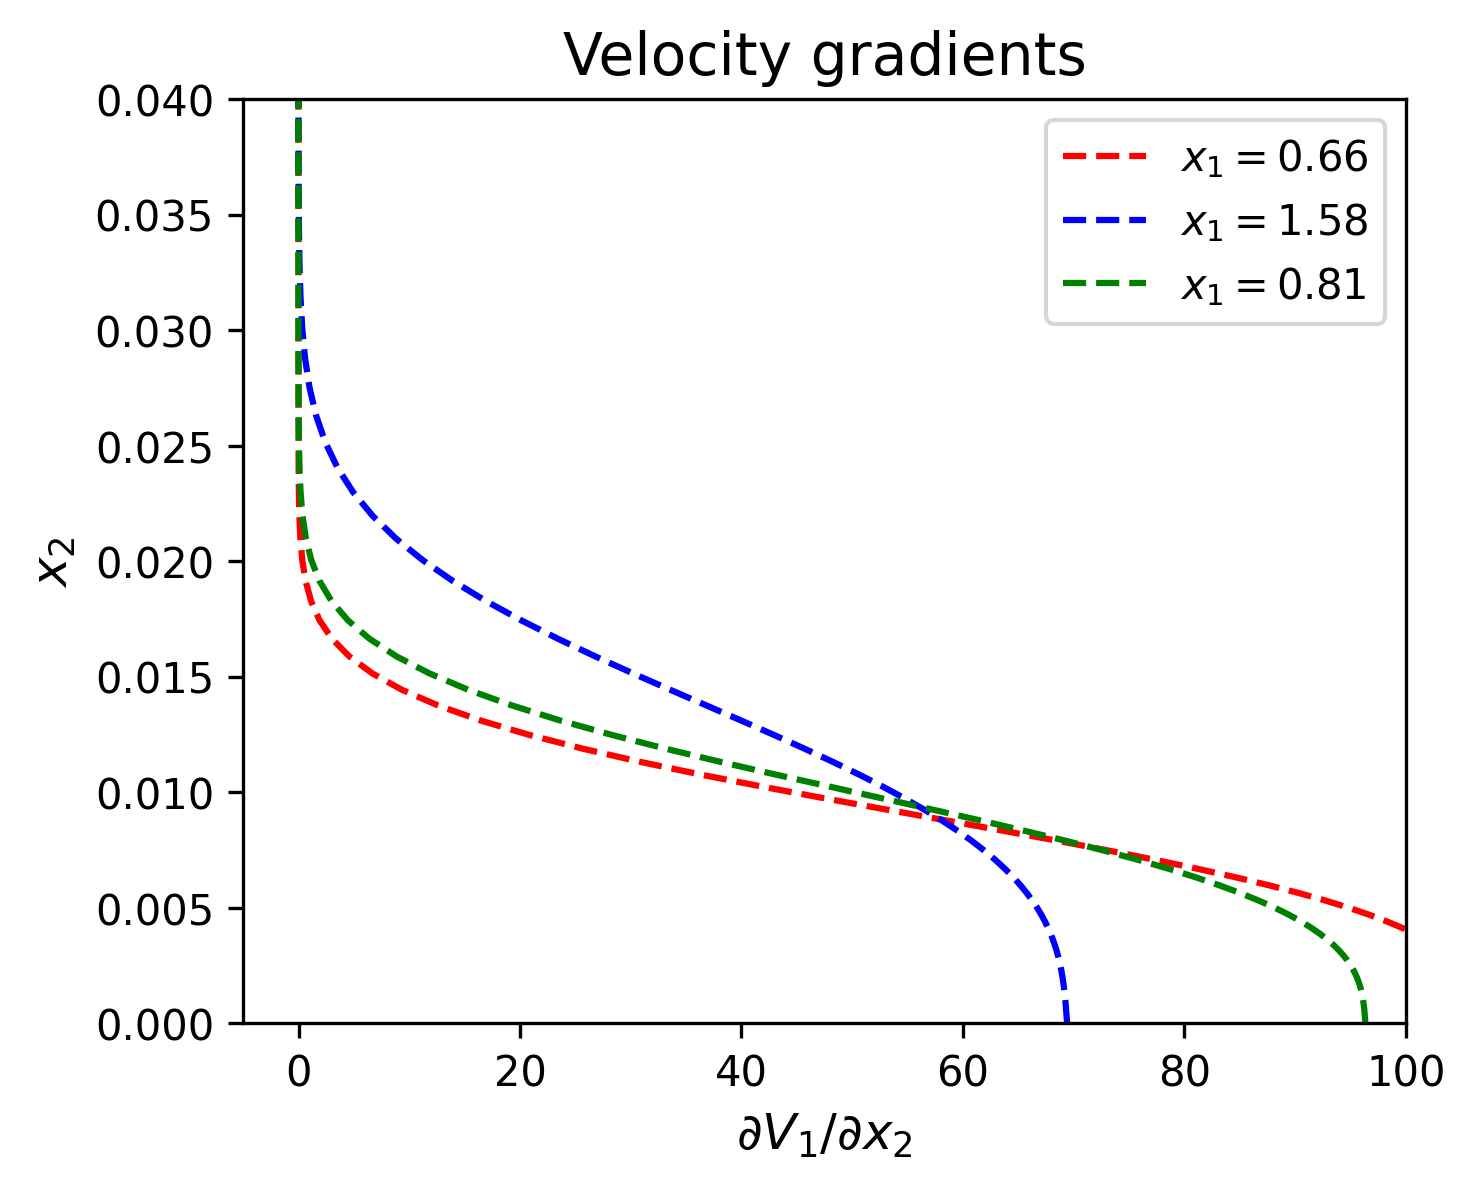 Velocity gradients
0.040
0.035
0.030
0.025
0.020
0.015
0.010
0.005
0.000
x₂
x₁ = 0.66
x₁ = 1.58
x₁ = 0.81
0 20 40 60 80 100
∂V₁/∂x₂